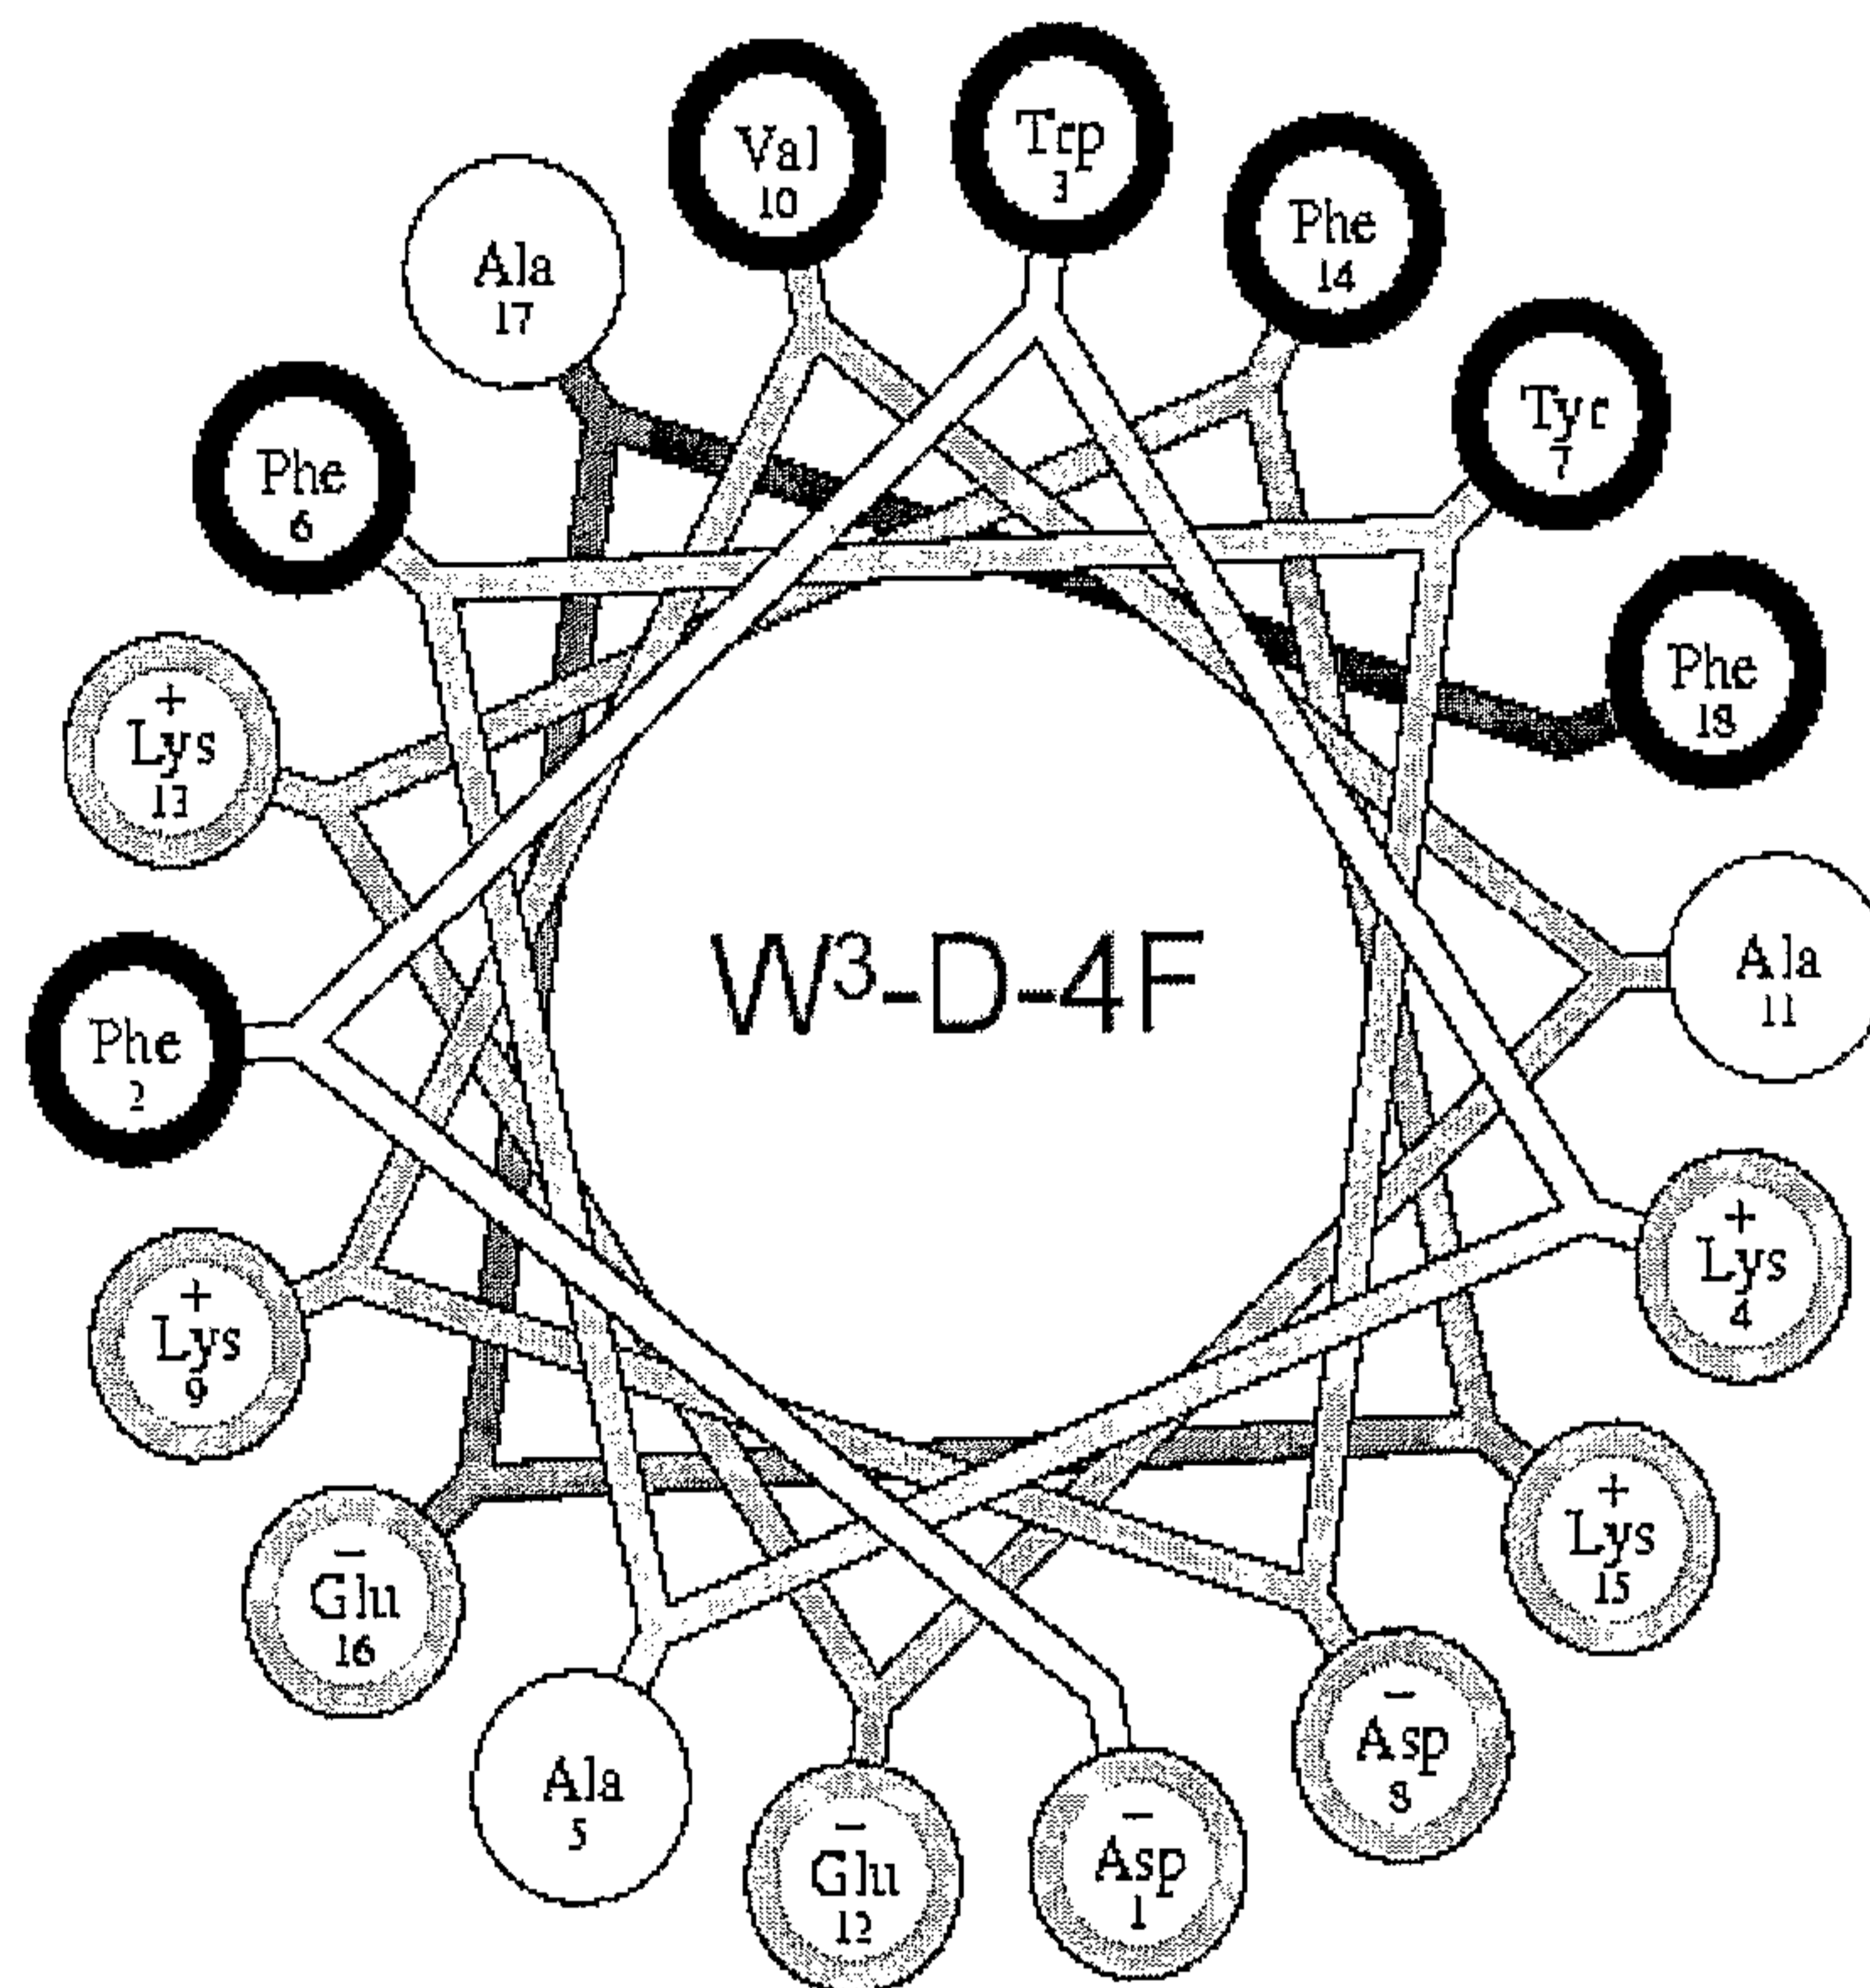 Val
10
Trp
3
Phe
14
Ala
17
Tyr
7
Phe
6
Phe
18
+
Lys
13
W³-D-4F
Ala
11
Phe
2
+
Lys
4
+
Lys
9
+
Lys
15
−
Glu
16
−
Asp
8
Ala
5
−
Glu
12
−
Asp
1